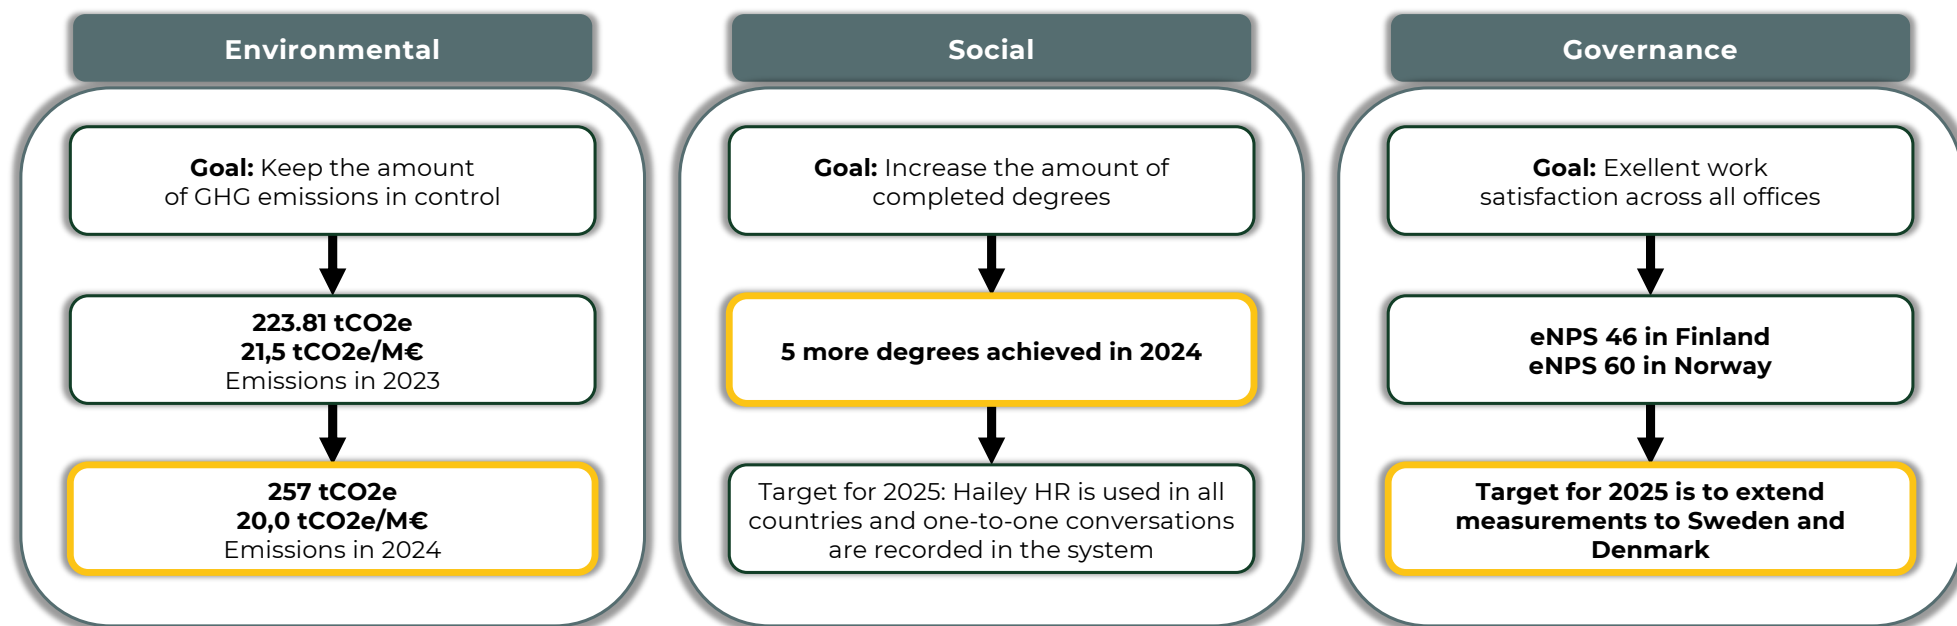 Environmental
Goal: Keep the amount
of GHG emissions in control
223.81 tCO2e
21,5 tCO2e/M€
Emissions in 2023
257 tCO2e
20,0 tCO2e/M€
Emissions in 2024
Social
Goal: Increase the amount of
completed degrees
5 more degrees achieved in 2024
Target for 2025: Hailey HR is used in all
countries and one-to-one conversations
are recorded in the system
Governance
Goal: Exellent work
satisfaction across all offices
eNPS 46 in Finland
eNPS 60 in Norway
Target for 2025 is to extend
measurements to Sweden and
Denmark